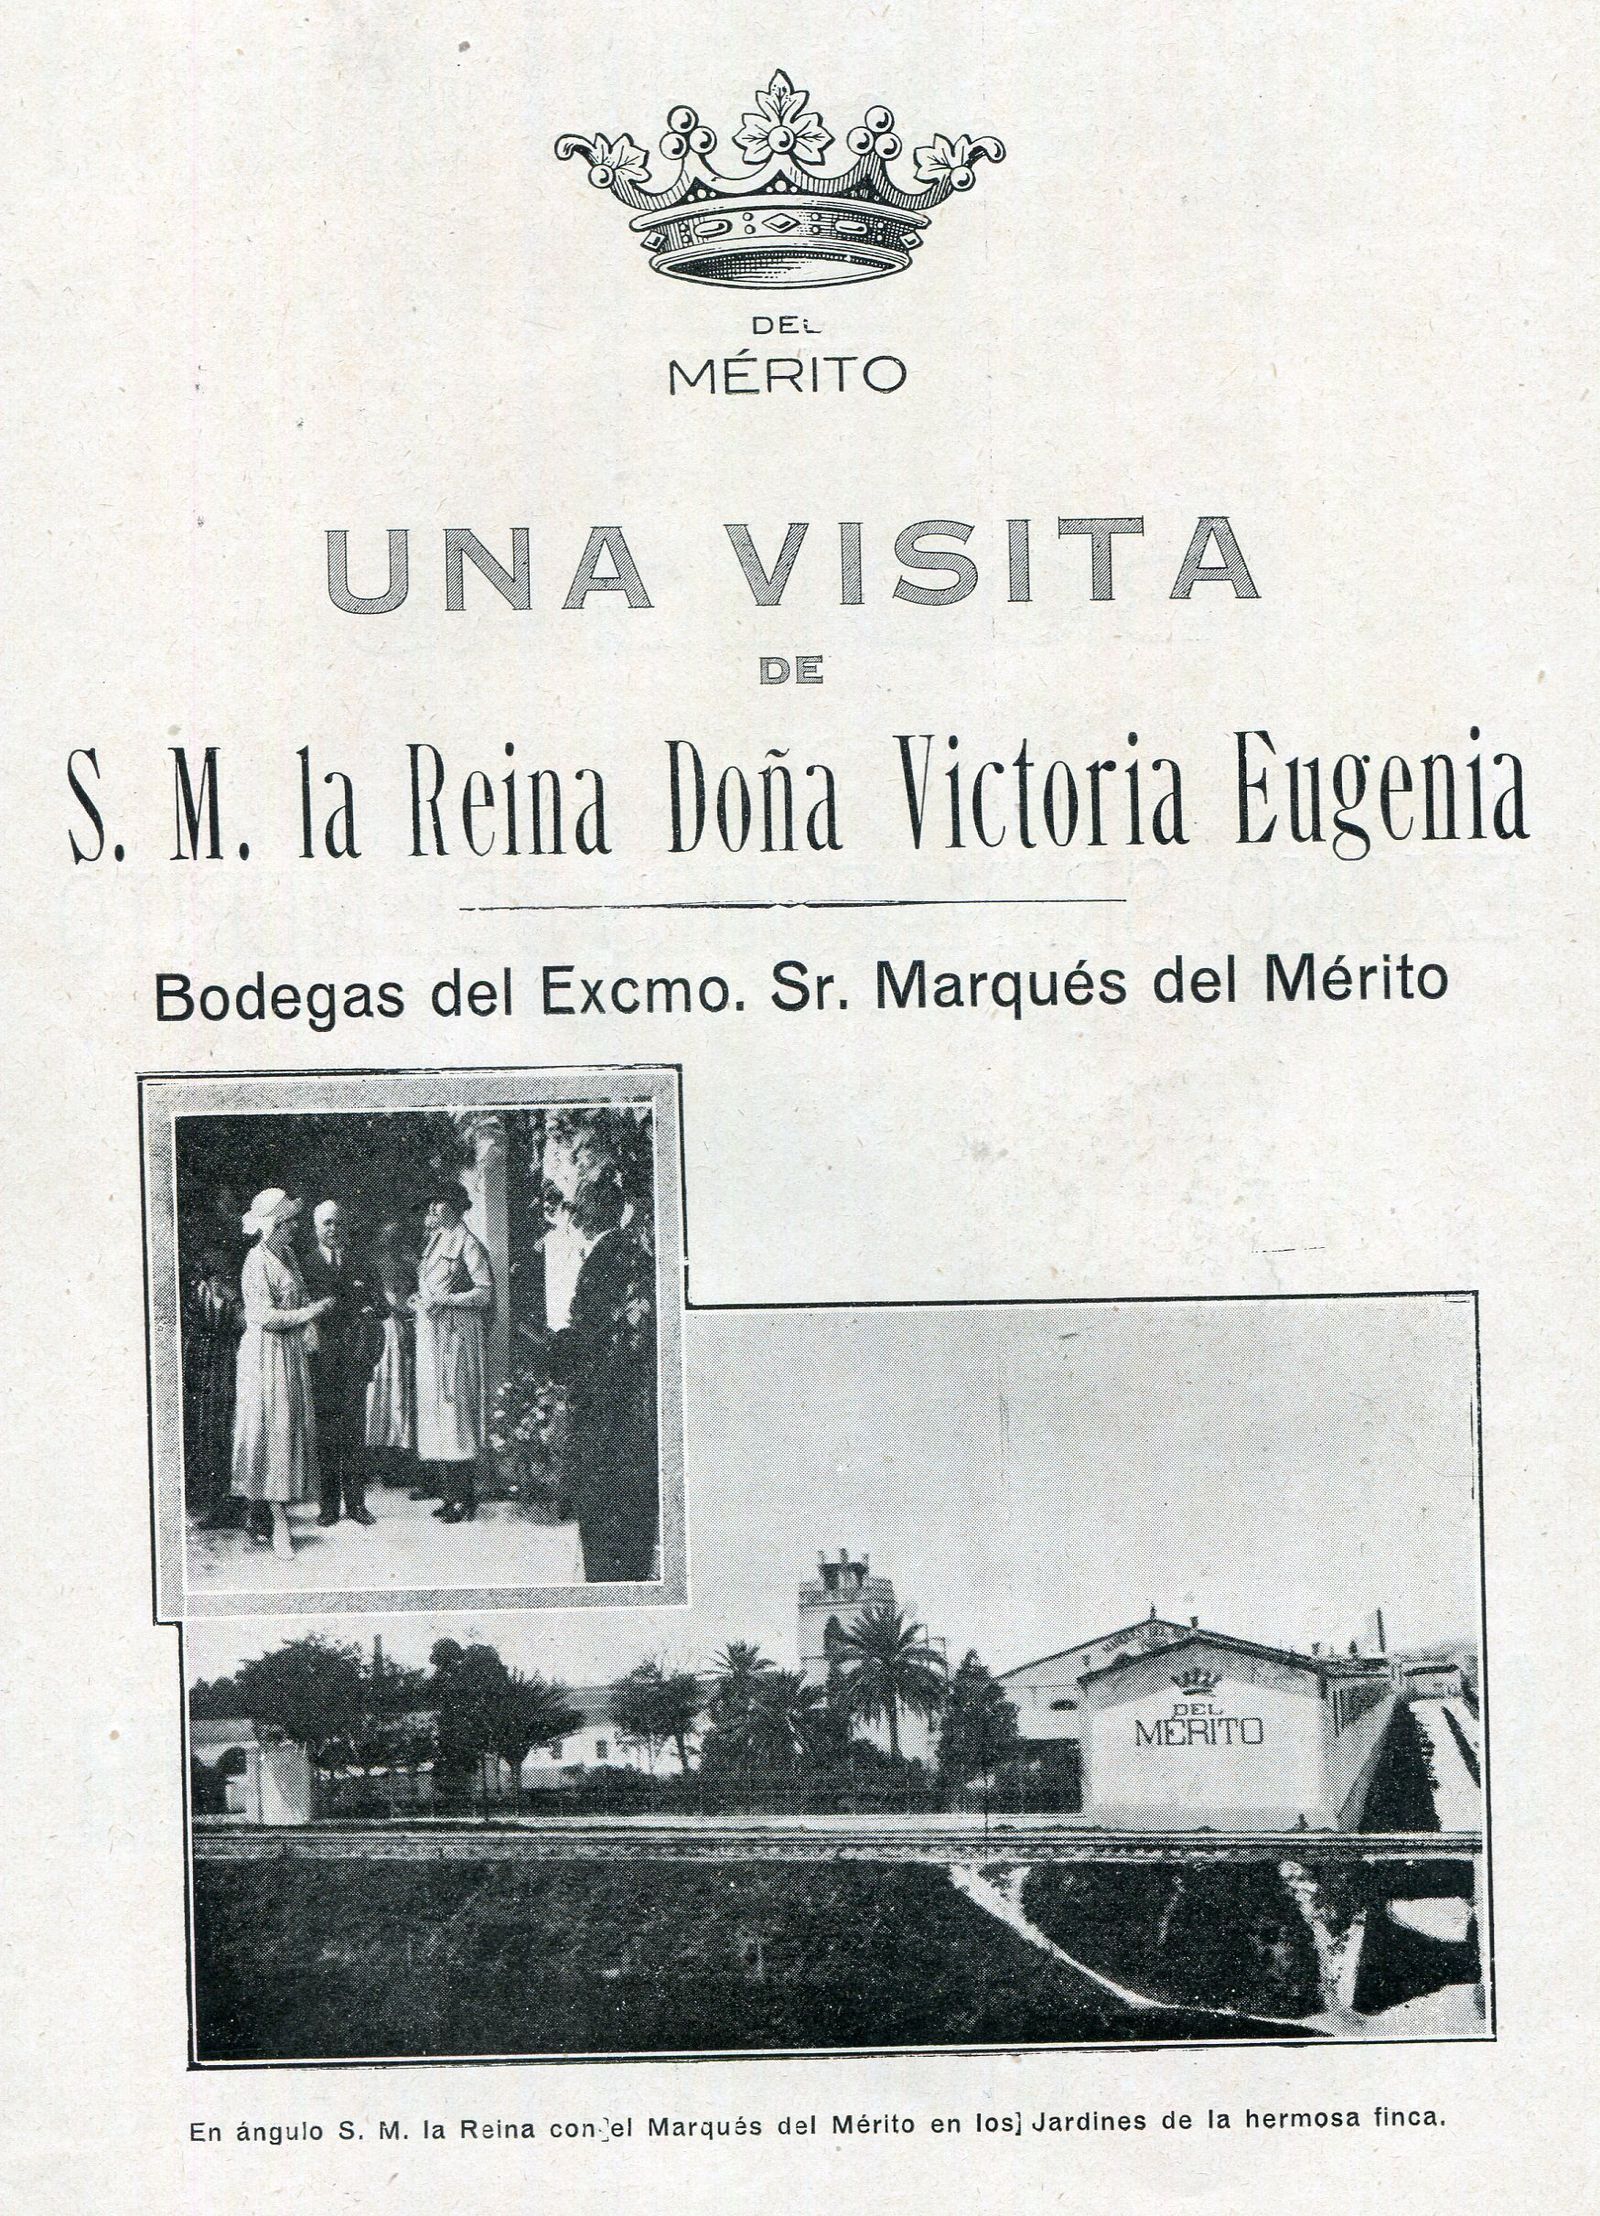 DEL
MÉRITO
UNA VISITA
DE
S. M. la Reina Doña Victoria Eugenia
Bodegas del Excmo. Sr. Marqués del Mérito
DEL
MERITO
En ángulo S. M. la Reina con el Marqués del Mérito en los] Jardines de la hermosa finca.